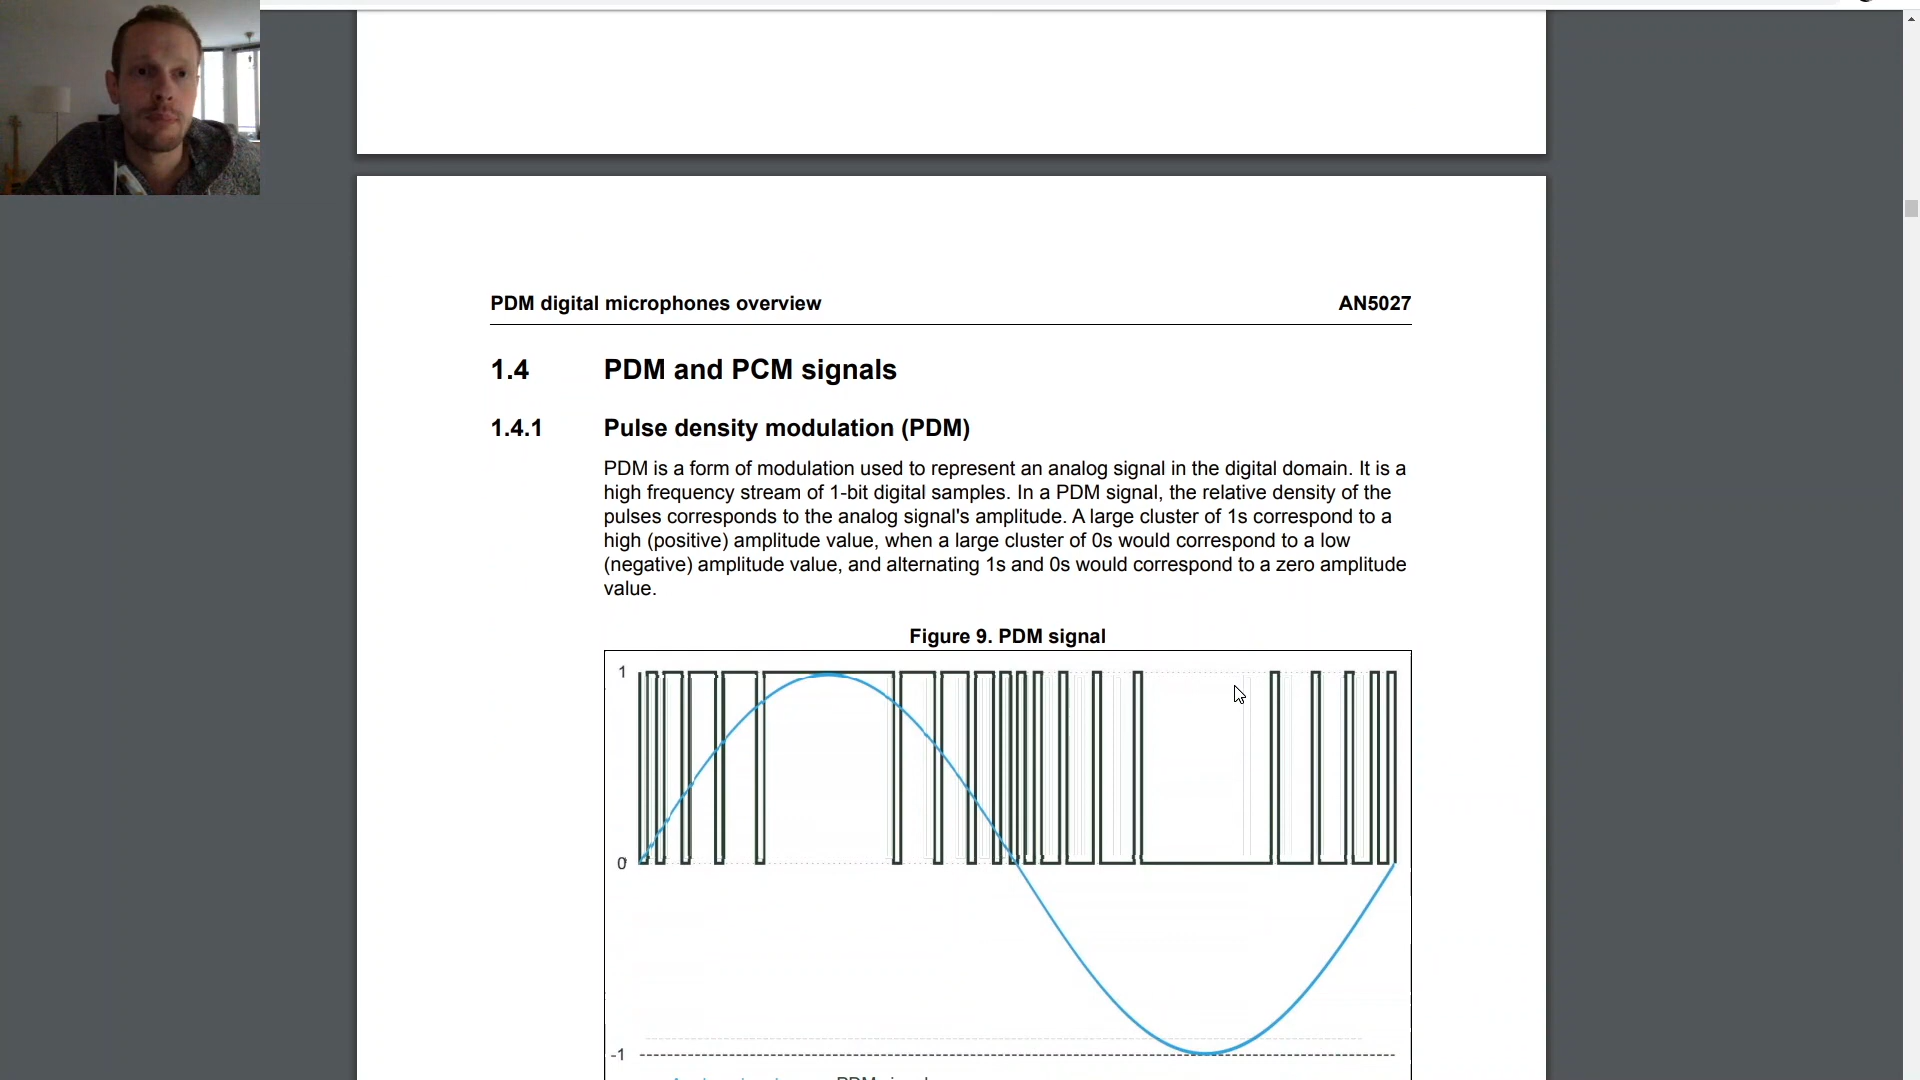 PDM digital microphones overview AN5027
1.4 PDM and PCM signals
1.4.1 Pulse density modulation (PDM)
PDM is a form of modulation used to represent an analog signal in the digital domain. It is a
high frequency stream of 1-bit digital samples. In a PDM signal, the relative density of the
pulses corresponds to the analog signal's amplitude. A large cluster of 1s correspond to a
high (positive) amplitude value, when a large cluster of 0s would correspond to a low
(negative) amplitude value, and alternating 1s and 0s would correspond to a zero amplitude
value.
Figure 9. PDM signal
1
0
-1
PDM signal